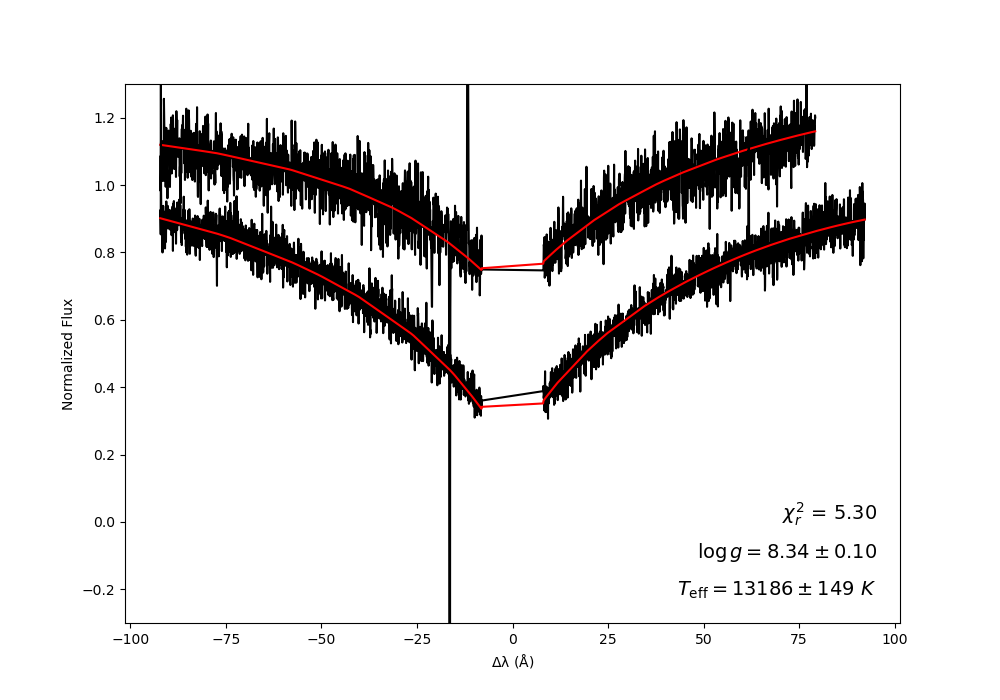 1.2
1.0
0.8
0.6
0.4
0.2
0.0
−0.2
Normalized Flux
χ²ᵣ = 5.30
log g = 8.34 ± 0.10
T_eff = 13186 ± 149 K
−100 −75 −50 −25 0 25 50 75 100
Δλ (Å)